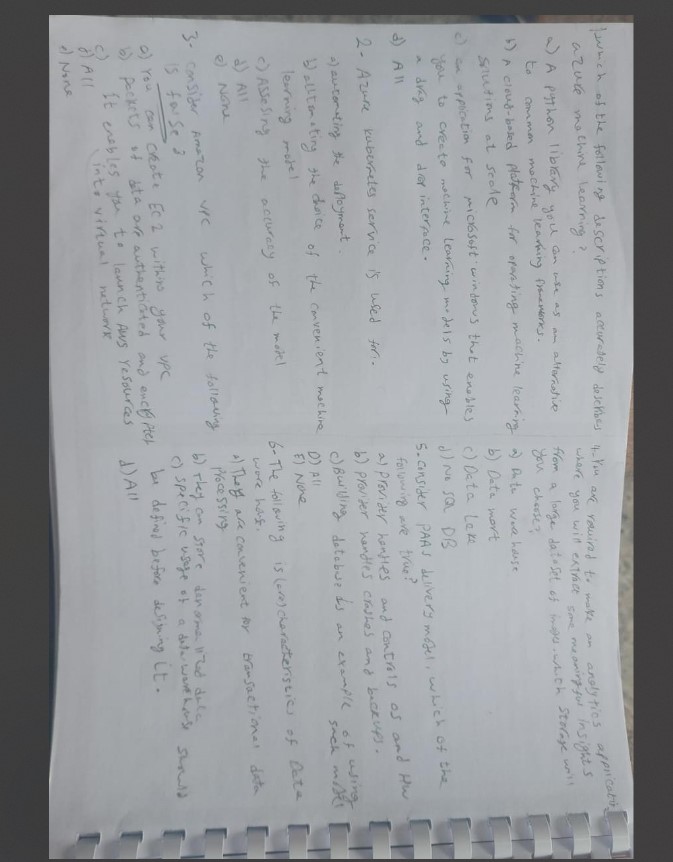 1. which of the following descriptions accurately describes
azure machine learning?
a) A python library you can use as an alternative
to common machine learning frameworks.
b) A cloud-based platform for operating machine learning
solutions at scale
c) an application for microsoft windows that enables
you to create machine learning models by using
a drag and drop interface.
d) All
2- Azure kubernetes service is used for:-
a) automating the deployment.
b) the choice of the convenient machine
learning model
c) Assesing the accuracy of the model
d) All
e) None
3- consider Amazon VPC which of the following
is false?
a) You can create EC2 within your VPC
b) packets of data are authenticated and encrypted
c) It enables you to launch AWS resources
into virtual network
d) All
e) None
4- You are required to make an analytics
where you will extract some meaningful insights
from a large dataset of images. which storage will
you choose?
a) Data ware house
b) Data mart
c) Data Lake
d) No SQL DB
5. consider PAAS delivery model, which of the
following are true?
a) provider handles and controls os and HW
b) provider handles crashes and backups.
c) Building database is an example of using
such model
D) All
E) None
6- The following is (are) characteristics of Data
ware
a) They are convenient for transactional data
processing
b) They can store data
c) specific usage of a data warehouse should
be defined before designing it.
d) All